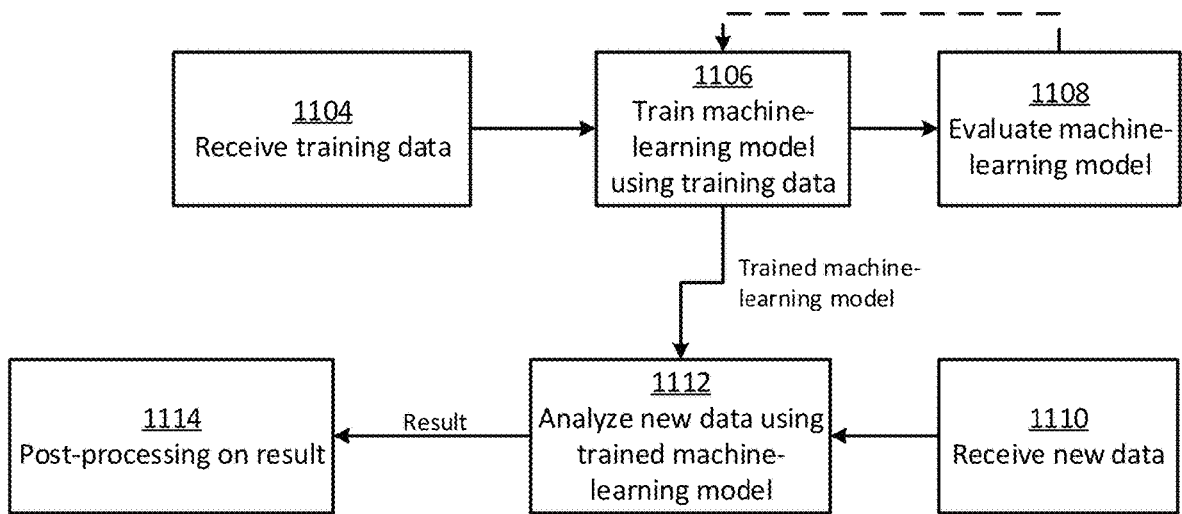 1104
Receive training data
1106
Train machine-
learning model
using training data
1108
Evaluate machine-
learning model
Trained machine-
learning model
1114
Post-processing on result
Result
1112
Analyze new data using
trained machine-
learning model
1110
Receive new data